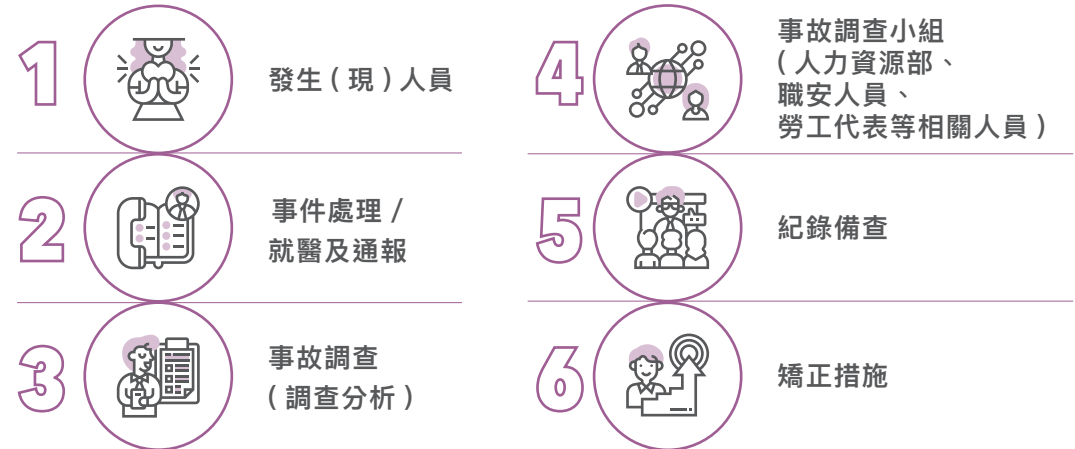 1
發生(現)人員
2
事件處理/
就醫及通報
3
事故調查
(調查分析)
4
事故調查小組
(人力資源部、
職安人員、
勞工代表等相關人員)
5
紀錄備查
6
矯正措施